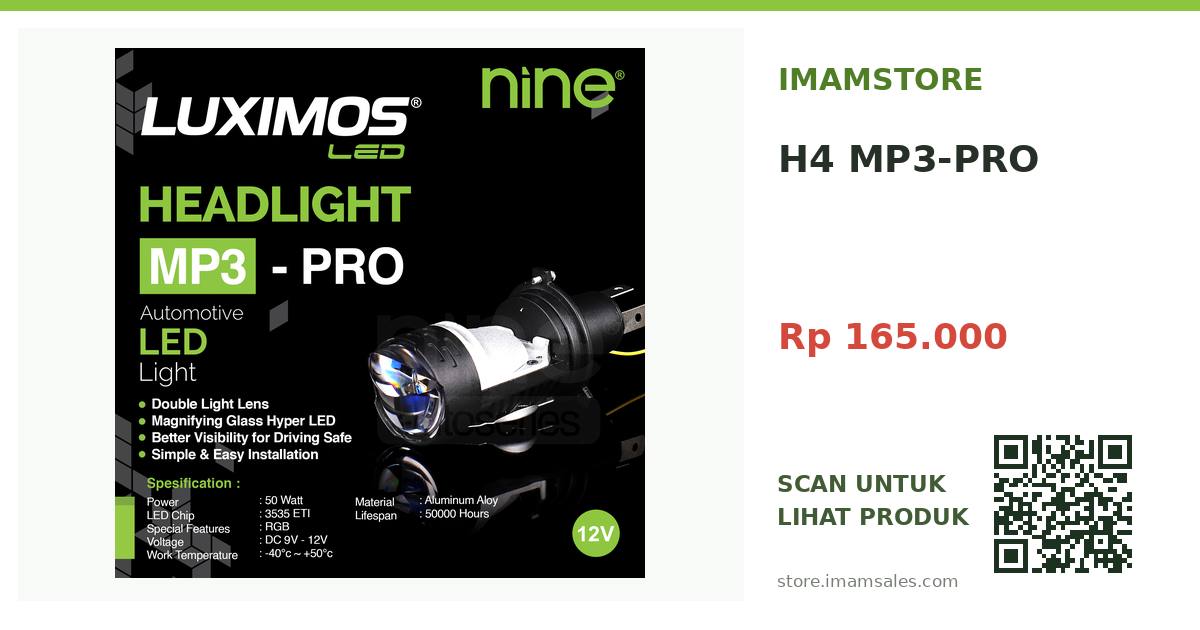 nine®
LUXIMOS®
LED
HEADLIGHT
MP3 - PRO
Automotive
LED
Light
Double Light Lens
Magnifying Glass Hyper LED
Better Visibility for Driving Safe
Simple & Easy Installation
Spesification :
Power : 50 Watt
LED Chip : 3535 ETI
Special Features : RGB
Voltage : DC 9V - 12V
Work Temperature : -40°c ~ +50°c
Material : Aluminum Aloy
Lifespan : 50000 Hours
12V
IMAMSTORE
H4 MP3-PRO
Rp 165.000
SCAN UNTUK
LIHAT PRODUK
store.imamsales.com